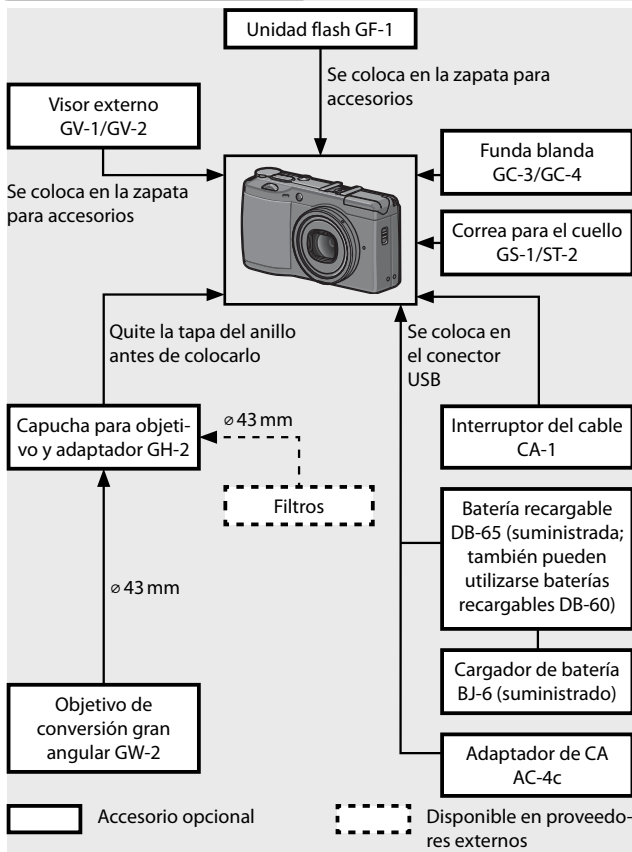 Unidad flash GF-1
Se coloca en la zapata para
accesorios
Visor externo
GV-1/GV-2
Se coloca en la zapata
para accesorios
Funda blanda
GC-3/GC-4
Correa para el cuello
GS-1/ST-2
Quite la tapa del anillo
antes de colocarlo
Se coloca en
el conector
USB
Capucha para objeti-
vo y adaptador GH-2
⌀ 43 mm
Filtros
Interruptor del cable
CA-1
Batería recargable
DB-65 (suministrada;
también pueden
utilizarse baterías
recargables DB-60)
⌀ 43 mm
Cargador de batería
BJ-6 (suministrado)
Objetivo de
conversión gran
angular GW-2
Adaptador de CA
AC-4c
Accesorio opcional
Disponible en proveedo-
res externos